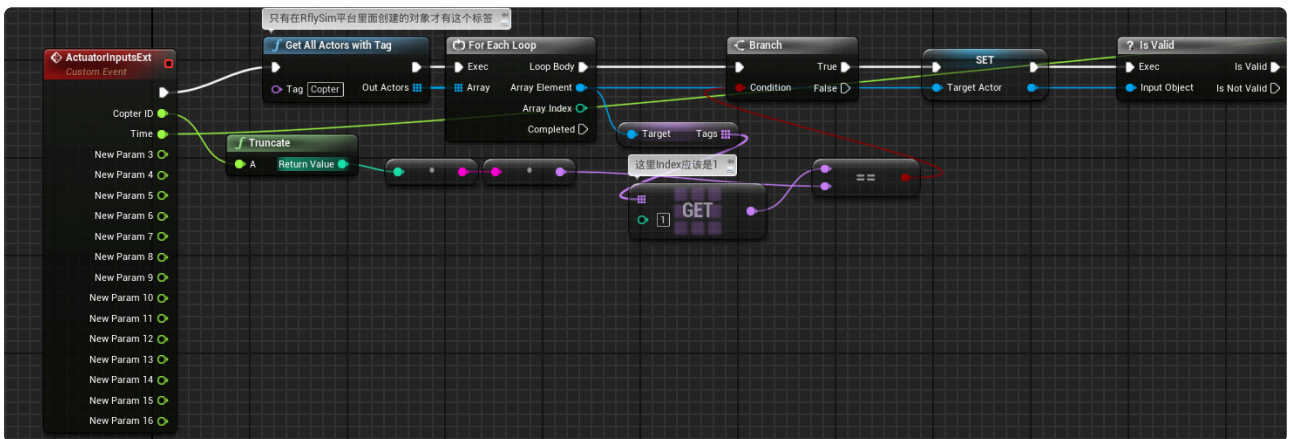 只有在RflySim平台里面创建的对象才有这个标签
ActuatorInputsExt
Custom Event
Copter ID
Time
New Param 3
New Param 4
New Param 5
New Param 6
New Param 7
New Param 8
New Param 9
New Param 10
New Param 11
New Param 12
New Param 13
New Param 14
New Param 15
New Param 16
f Get All Actors with Tag
Tag Copter
Out Actors
f Truncate
A
Return Value
For Each Loop
Exec
Loop Body
Array
Array Element
Array Index
Completed
Target
Tags
这里Index应该是1
1
GET
==
Branch
True
Condition
False
SET
Target Actor
? Is Valid
Exec
Is Valid
Input Object
Is Not Valid